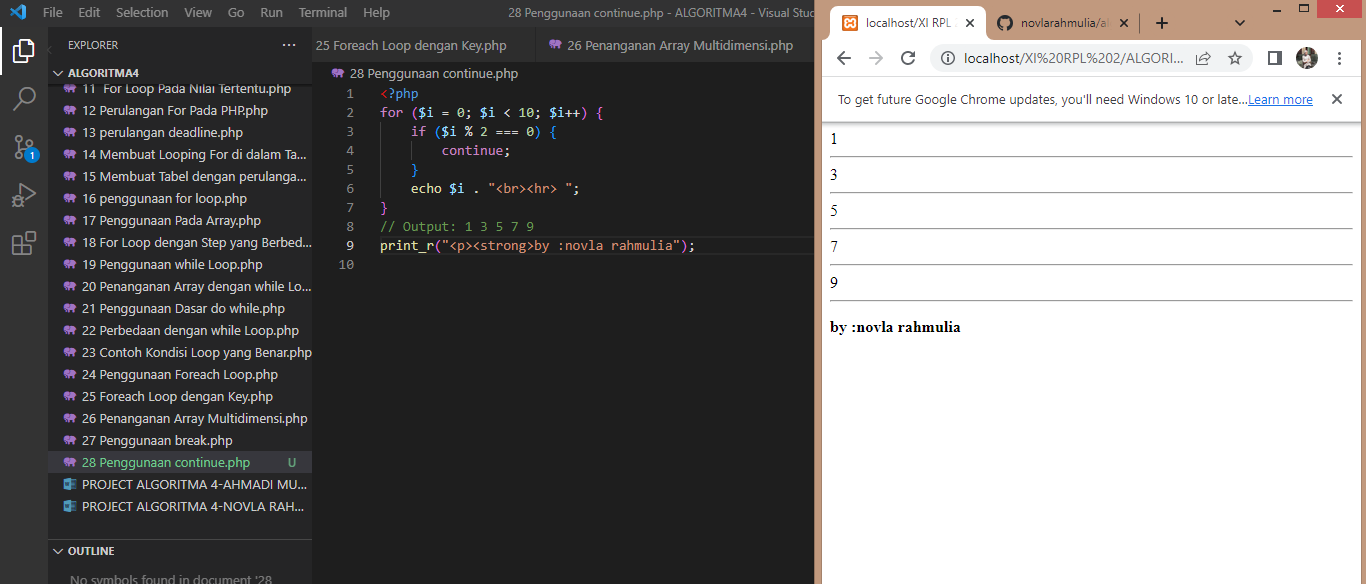 File Edit Selection View Go Run Terminal Help
28 Penggunaan continue.php - ALGORITMA4 - Visual Stu
EXPLORER
ALGORITMA4
11 For Loop Pada Nilai Tertentu.php
12 Perulangan For Pada PHP.php
13 perulangan deadline.php
14 Membuat Looping For di dalam Ta...
15 Membuat Tabel dengan perulanga...
16 penggunaan for loop.php
17 Penggunaan Pada Array.php
18 For Loop dengan Step yang Berbed...
19 Penggunaan while Loop.php
20 Penanganan Array dengan while Lo...
21 Penggunaan Dasar do while.php
22 Perbedaan dengan while Loop.php
23 Contoh Kondisi Loop yang Benar.php
24 Penggunaan Foreach Loop.php
25 Foreach Loop dengan Key.php
26 Penanganan Array Multidimensi.php
27 Penggunaan break.php
28 Penggunaan continue.php U
PROJECT ALGORITMA 4-AHMADI MU...
PROJECT ALGORITMA 4-NOVLA RAH...
OUTLINE
No symbols found in document '28
1
25 Foreach Loop dengan Key.php
26 Penanganan Array Multidimensi.php
28 Penggunaan continue.php
1 <?php
2 for ($i = 0; $i < 10; $i++) {
3 if ($i % 2 === 0) {
4 continue;
5 }
6 echo $i . "<br><hr> ";
7 }
8 // Output: 1 3 5 7 9
9 print_r("<p><strong>by :novla rahmulia");
10
localhost/XI RPL
novlarahmulia/al
localhost/XI%20RPL%202/ALGORI...
To get future Google Chrome updates, you'll need Windows 10 or late...Learn more
1
3
5
7
9
by :novla rahmulia